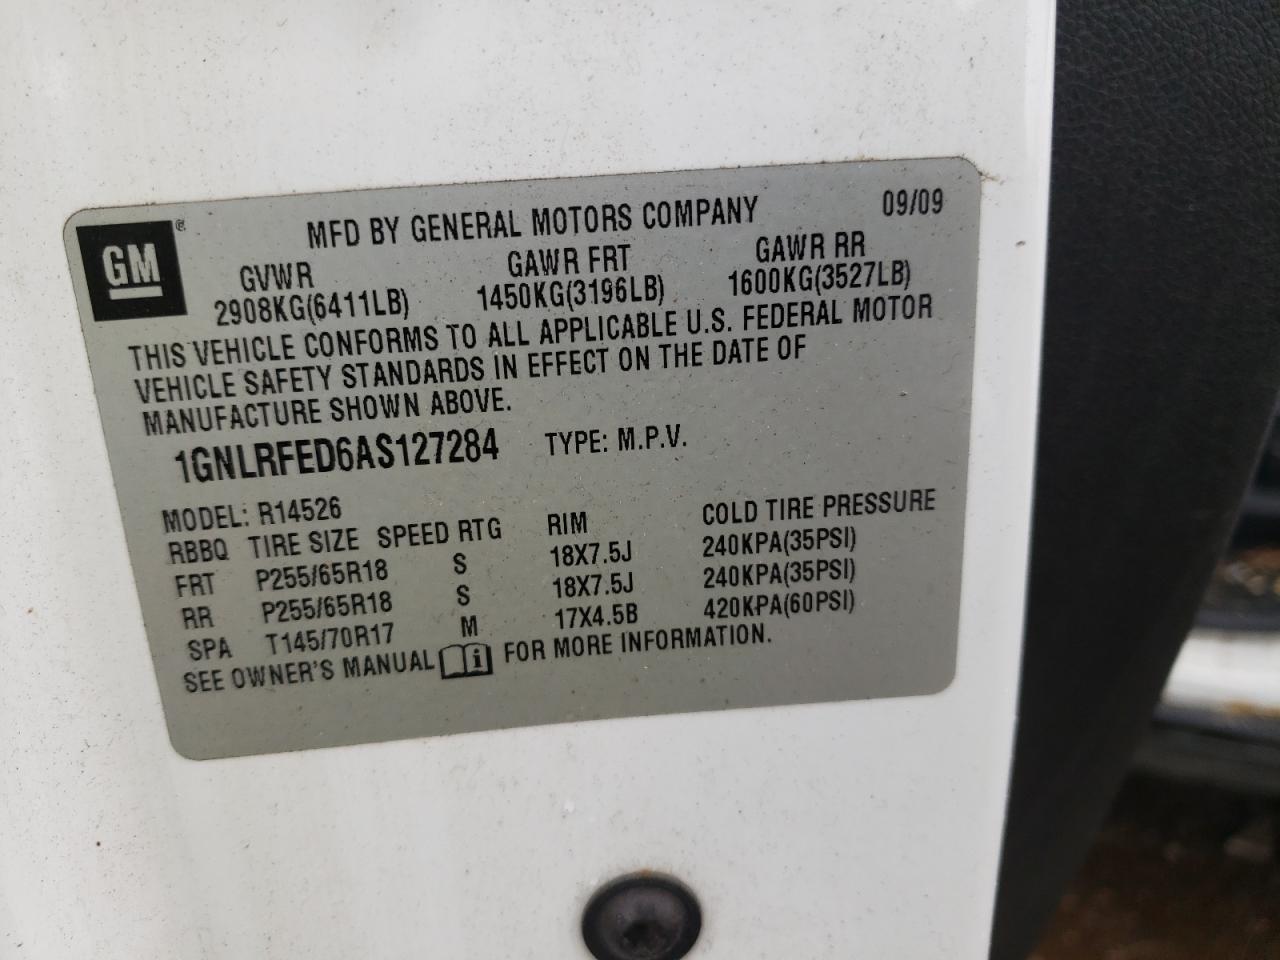 GM ®
MFD BY GENERAL MOTORS COMPANY 09/09
GVWR GAWR FRT GAWR RR
2908KG(6411LB) 1450KG(3196LB) 1600KG(3527LB)
THIS VEHICLE CONFORMS TO ALL APPLICABLE U.S. FEDERAL MOTOR
VEHICLE SAFETY STANDARDS IN EFFECT ON THE DATE OF
MANUFACTURE SHOWN ABOVE.
1GNLRFED6AS127284 TYPE: M.P.V.
MODEL: R14526
RBBQ TIRE SIZE SPEED RTG RIM COLD TIRE PRESSURE
FRT P255/65R18 S 18X7.5J 240KPA(35PSI)
RR P255/65R18 S 18X7.5J 240KPA(35PSI)
SPA T145/70R17 M 17X4.5B 420KPA(60PSI)
SEE OWNER'S MANUAL i FOR MORE INFORMATION.